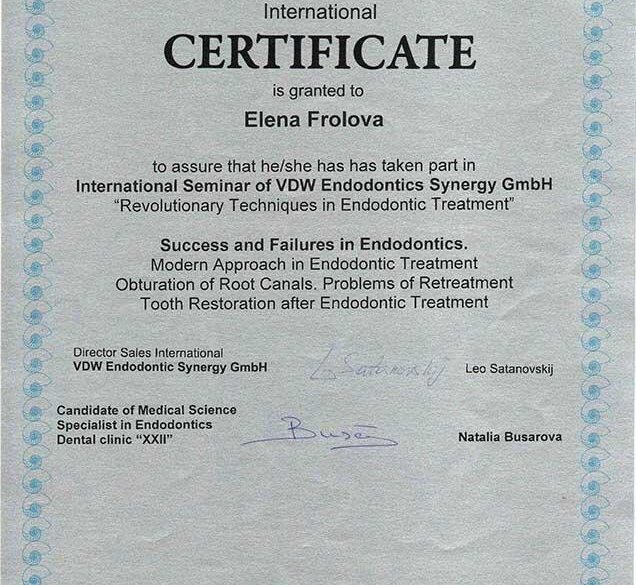 International
CERTIFICATE
is granted to
Elena Frolova
to assure that he/she has has taken part in
International Seminar of VDW Endodontics Synergy GmbH
“Revolutionary Techniques in Endodontic Treatment”
Success and Failures in Endodontics.
Modern Approach in Endodontic Treatment
Obturation of Root Canals. Problems of Retreatment
Tooth Restoration after Endodontic Treatment
Director Sales International
VDW Endodontic Synergy GmbH
L Satanovskij
Leo Satanovskij
Candidate of Medical Science
Specialist in Endodontics
Dental clinic “XXII”
Natalia Busarova